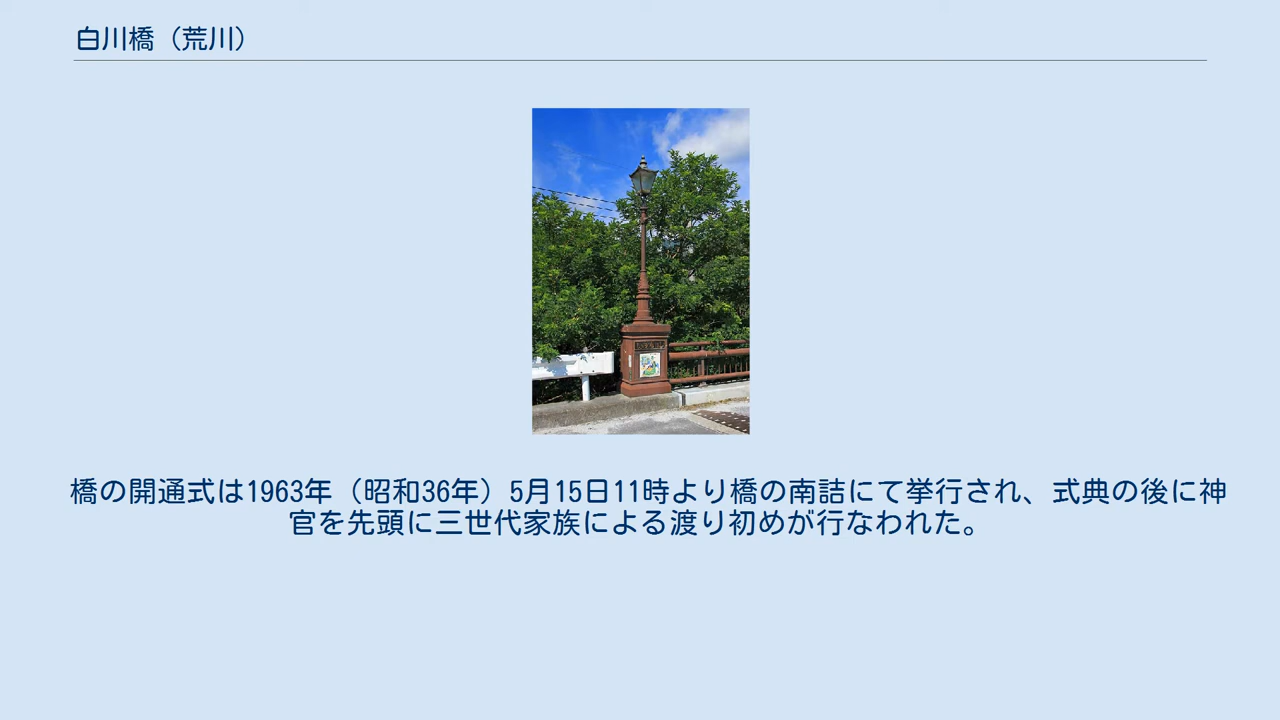 白川橋（荒川）
橋の開通式は1963年（昭和36年）5月15日11時より橋の南詰にて挙行され、式典の後に神
官を先頭に三世代家族による渡り初めが行なわれた。